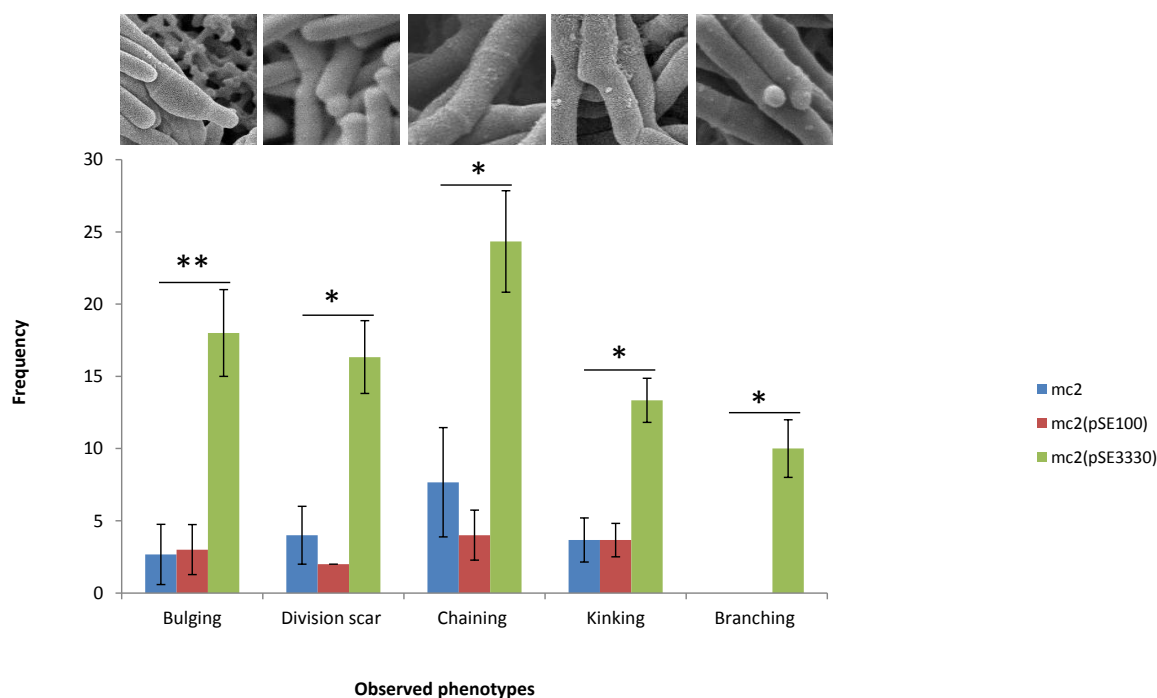 30
25
20
15
10
5
0
Frequency
**
*
*
*
*
Bulging
Division scar
Chaining
Kinking
Branching
Observed phenotypes
mc2
mc2(pSE100)
mc2(pSE3330)